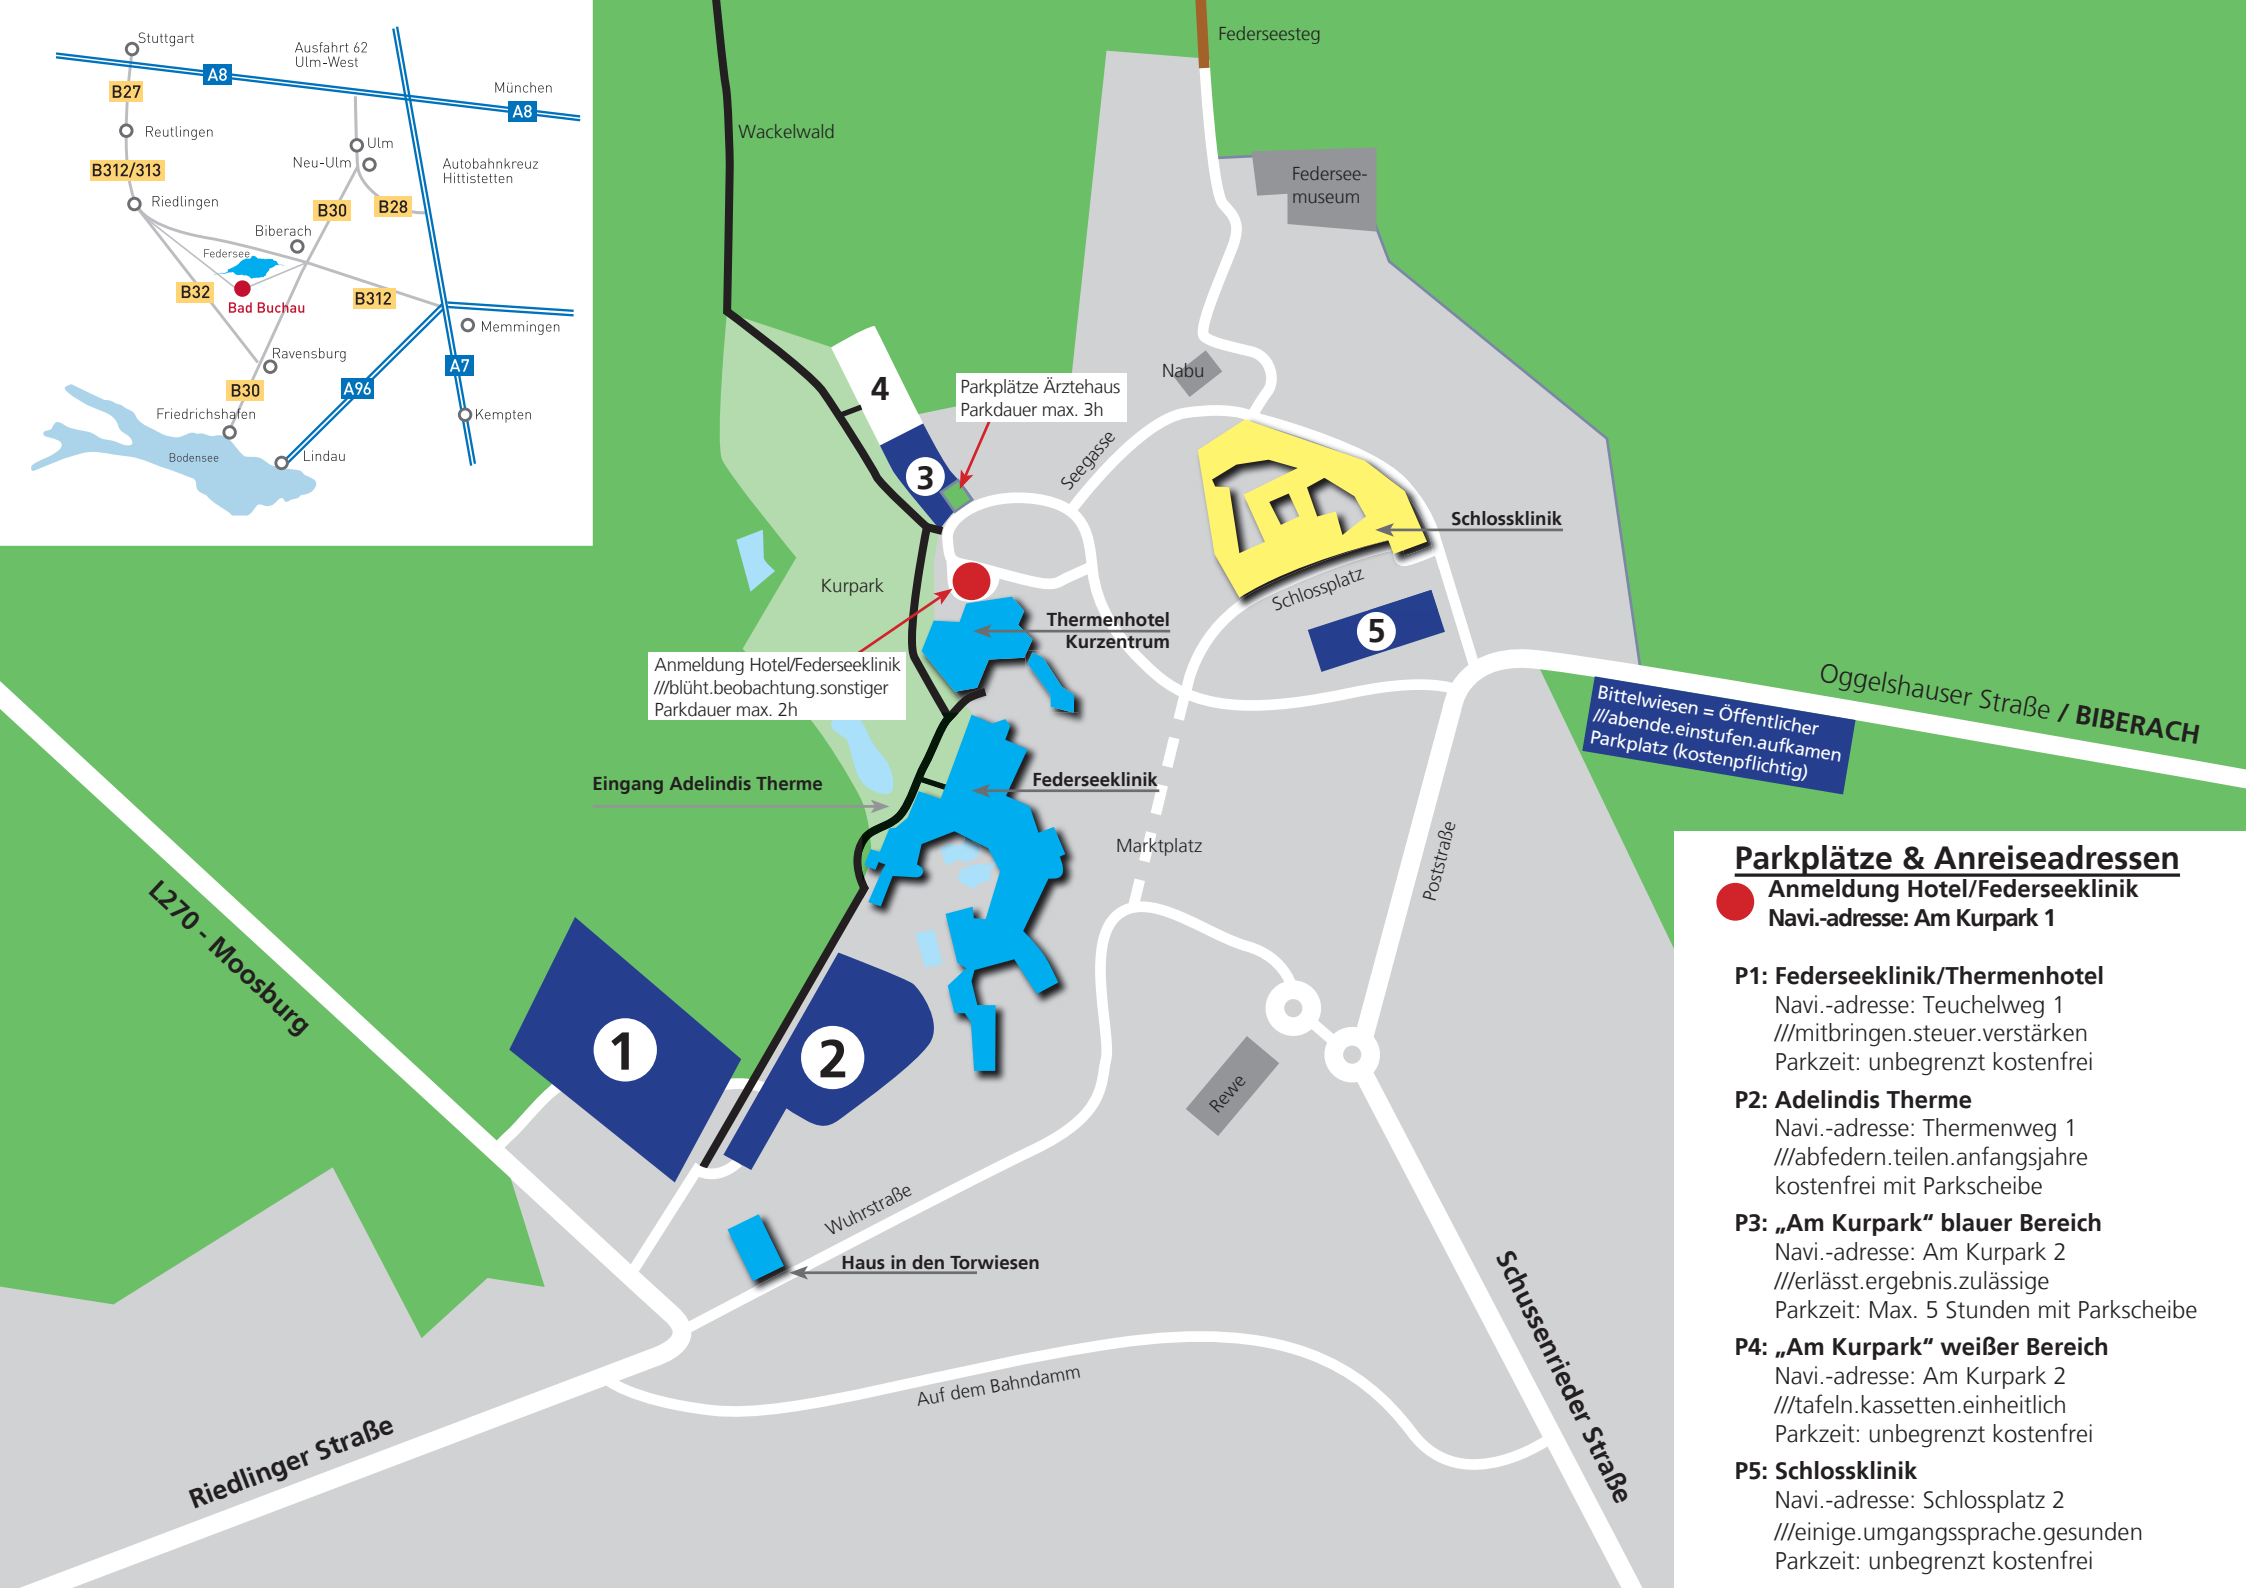 Stuttgart
Ausfahrt 62
Ulm-West
A8
München
A8
B27
Reutlingen
Ulm
Neu-Ulm
Autobahnkreuz
Hittistetten
B312/313
Riedlingen
B30
B28
Biberach
Federsee
B32
B312
Bad Buchau
Memmingen
Ravensburg
A7
B30
A96
Friedrichshafen
Kempten
Bodensee
Lindau
Federseesteg
Wackelwald
Federsee-
museum
Nabu
4
Parkplätze Ärztehaus
Parkdauer max. 3h
3
Seegasse
Schlossklinik
Kurpark
Schlossplatz
Thermenhotel
Kurzentrum
5
Anmeldung Hotel/Federseeklinik
///blüht.beobachtung.sonstiger
Parkdauer max. 2h
Oggelshauser Straße / BIBERACH
Bittelwiesen = Öffentlicher
///abende.einstufen.aufkamen
Parkplatz (kostenpflichtig)
Eingang Adelindis Therme
Federseeklinik
Marktplatz
Poststraße
L270 - Moosburg
1
2
Rewe
Wuhrstraße
Haus in den Torwiesen
Auf dem Bahndamm
Riedlinger Straße
Schussenrieder Straße
Parkplätze & Anreiseadressen
Anmeldung Hotel/Federseeklinik
Navi.-adresse: Am Kurpark 1
P1: Federseeklinik/Thermenhotel
Navi.-adresse: Teuchelweg 1
///mitbringen.steuer.verstärken
Parkzeit: unbegrenzt kostenfrei
P2: Adelindis Therme
Navi.-adresse: Thermenweg 1
///abfedern.teilen.anfangsjahre
kostenfrei mit Parkscheibe
P3: „Am Kurpark“ blauer Bereich
Navi.-adresse: Am Kurpark 2
///erlässt.ergebnis.zulässige
Parkzeit: Max. 5 Stunden mit Parkscheibe
P4: „Am Kurpark“ weißer Bereich
Navi.-adresse: Am Kurpark 2
///tafeln.kassetten.einheitlich
Parkzeit: unbegrenzt kostenfrei
P5: Schlossklinik
Navi.-adresse: Schlossplatz 2
///einige.umgangssprache.gesunden
Parkzeit: unbegrenzt kostenfrei